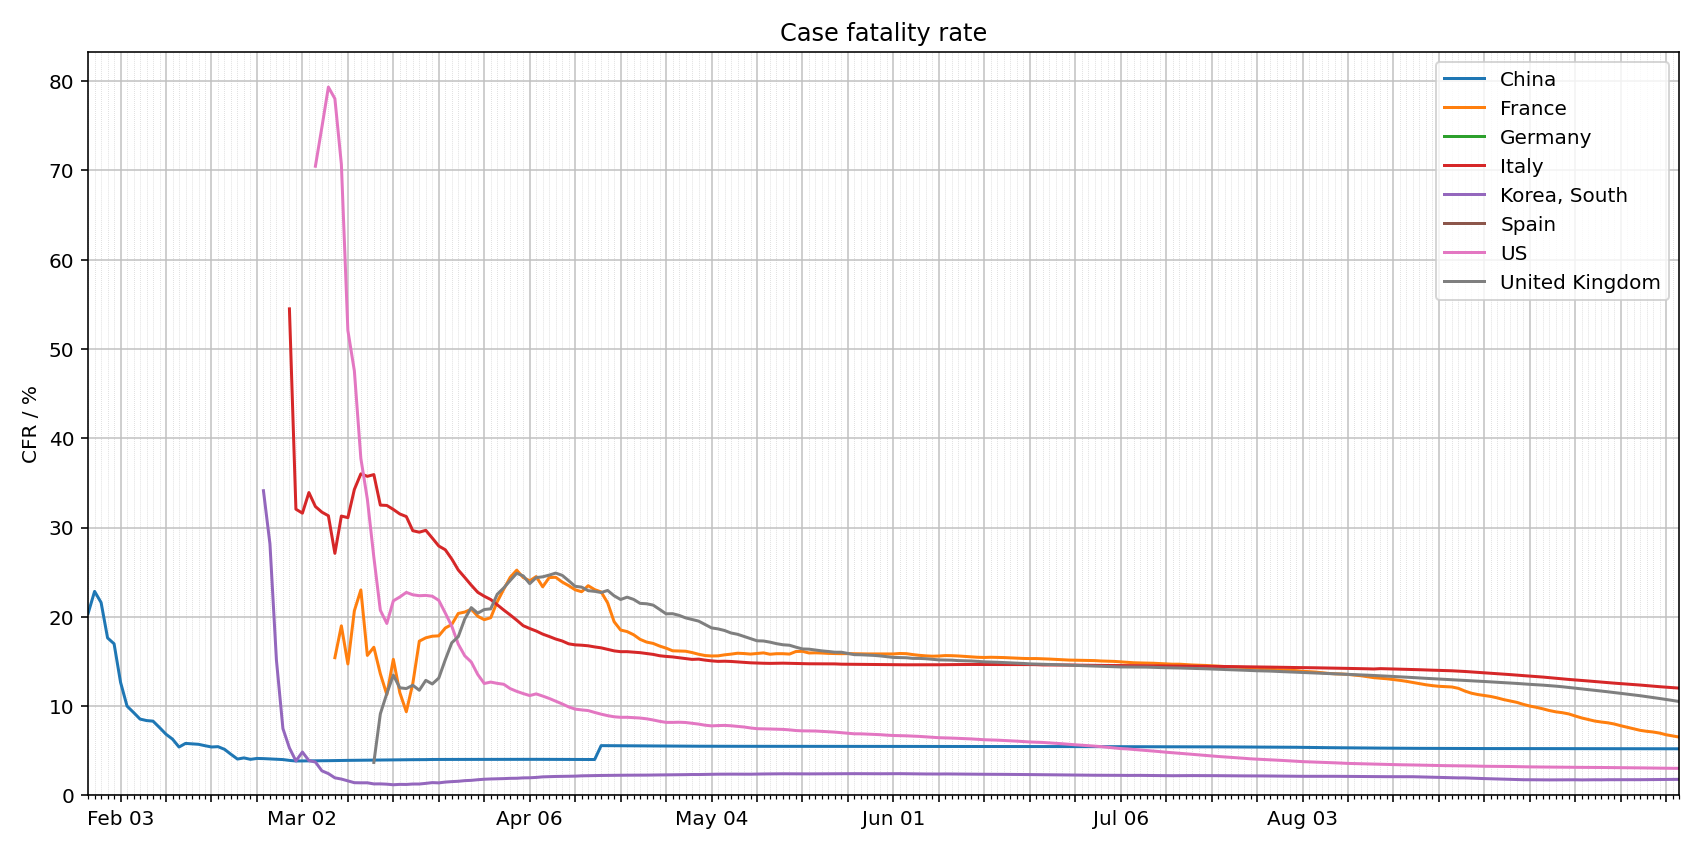 Case fatality rate
CFR / %
80
70
60
50
40
30
20
10
0
Feb 03
Mar 02
Apr 06
May 04
Jun 01
Jul 06
Aug 03
China
France
Germany
Italy
Korea, South
Spain
US
United Kingdom